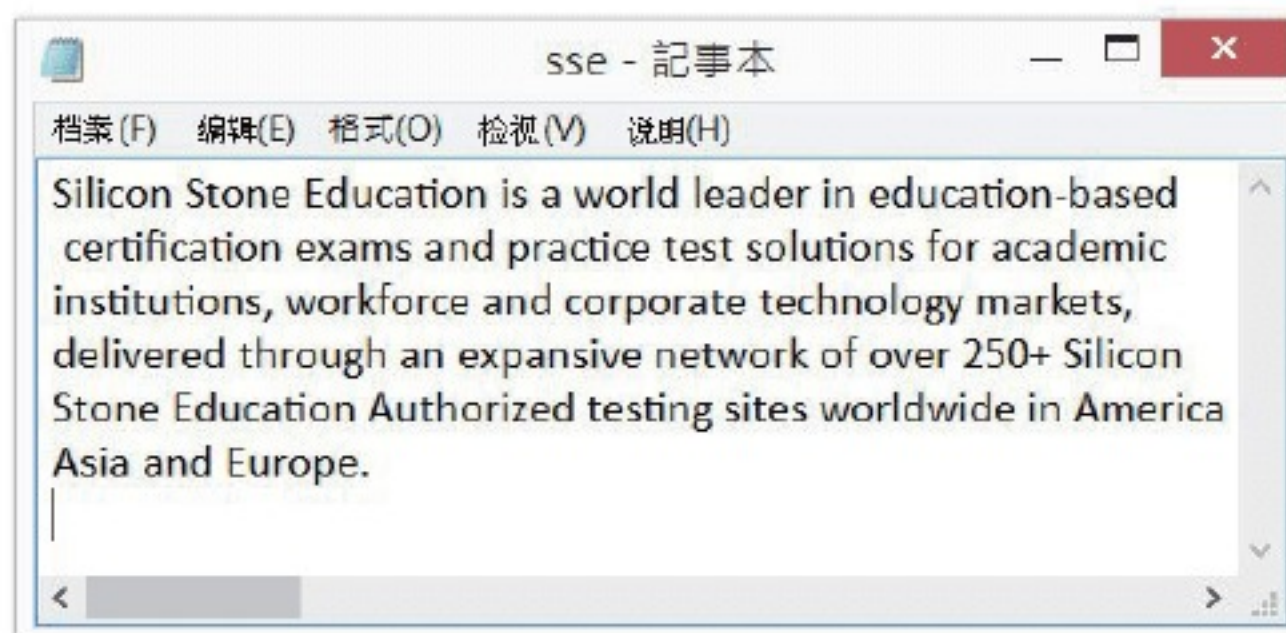 sse - 記事本
档案(F) 编辑(E) 格式(O) 检视(V) 说明(H)
Silicon Stone Education is a world leader in education-based
certification exams and practice test solutions for academic
institutions, workforce and corporate technology markets,
delivered through an expansive network of over 250+ Silicon
Stone Education Authorized testing sites worldwide in America
Asia and Europe.